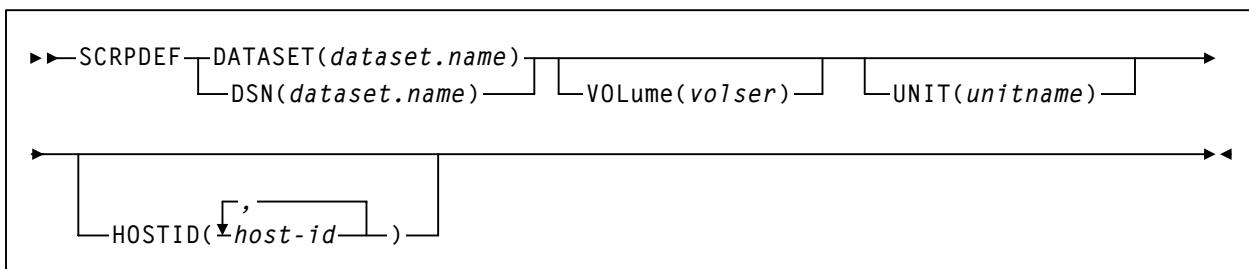 SCRPDEF DATASET(dataset.name)
DSN(dataset.name) VOLume(volser) UNIT(unitname)
,
HOSTID( host-id )